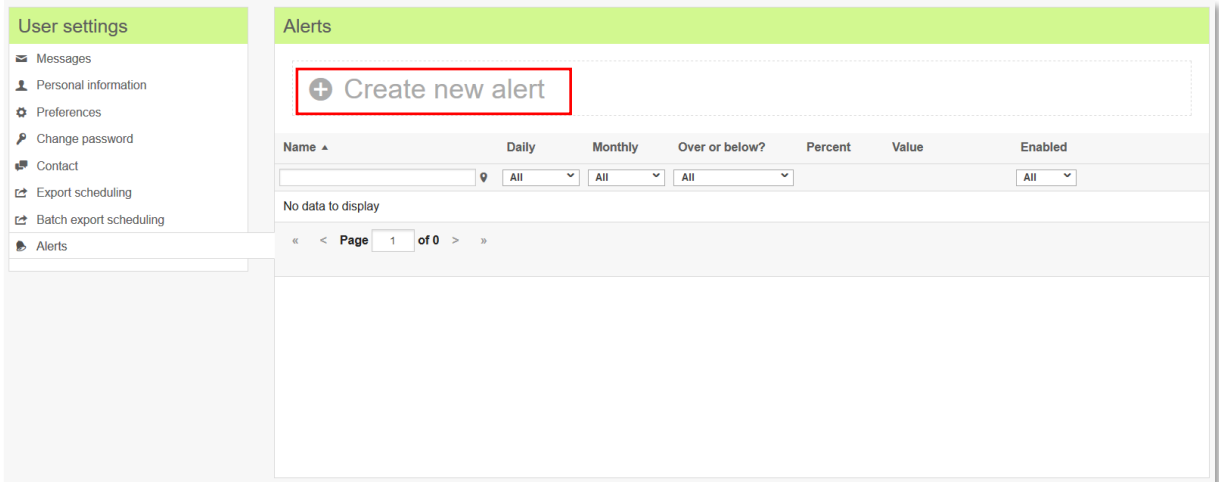 User settings
Messages
Personal information
Preferences
Change password
Contact
Export scheduling
Batch export scheduling
Alerts
Alerts
Create new alert
Name Daily Monthly Over or below? Percent Value Enabled
All All All All
No data to display
« < Page 1 of 0 > »